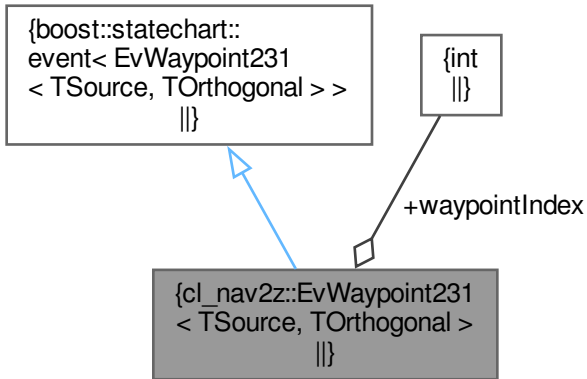 {boost::statechart::
event< EvWaypoint231
< TSource, TOrthogonal > >
||}
{int
||}
+waypointIndex
{cl_nav2z::EvWaypoint231
< TSource, TOrthogonal >
||}